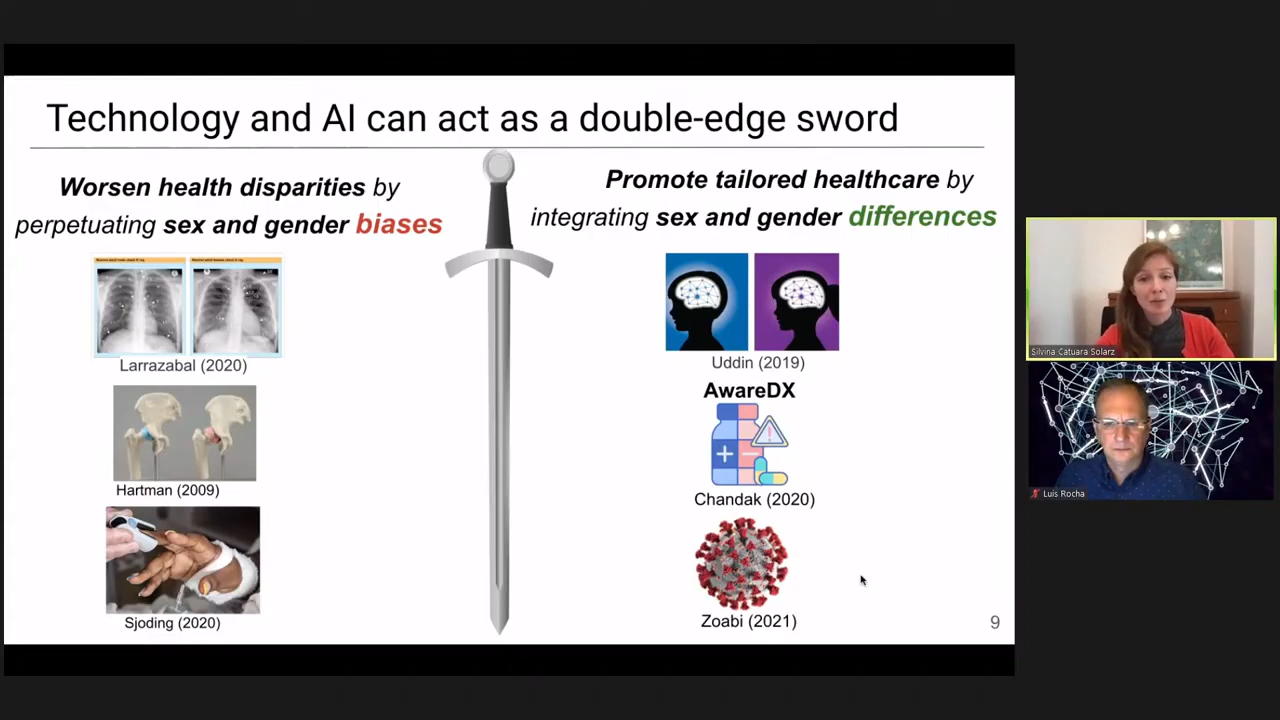 Technology and AI can act as a double-edge sword
Worsen health disparities by
perpetuating sex and gender biases
Larrazabal (2020)
Hartman (2009)
Sjoding (2020)
Promote tailored healthcare by
integrating sex and gender differences
Uddin (2019)
AwareDX
Chandak (2020)
Zoabi (2021)
9
Silvina Catuara Solarz
Luis Rocha